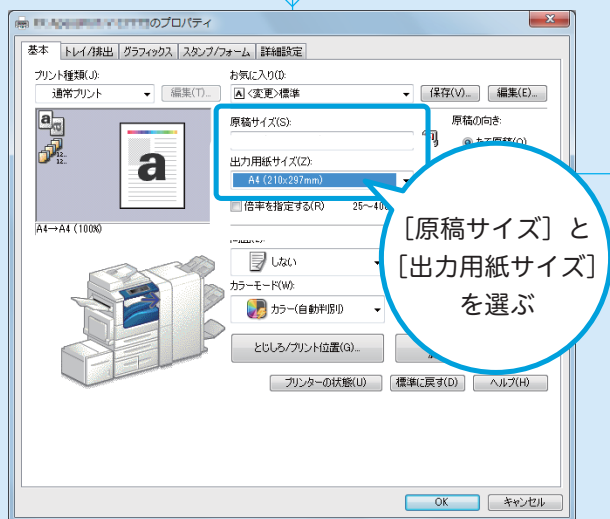 のプロパティ
基本 トレイ/排出 グラフィックス スタンプ/フォーム 詳細設定
プリント種類(J):
通常プリント
編集(T)...
お気に入り(I):
<変更>標準
保存(V)...
編集(E)...
原稿サイズ(S):
原稿の向き:
たて原稿(O)
出力用紙サイズ(Z):
A4 (210x297mm)
倍率を指定する(R)
A4→A4 (100%)
しない
カラーモード(W):
カラー(自動判別)
とじしろ/プリント位置(G)...
プリンターの状態(U)
標準に戻す(D)
ヘルプ(H)
OK
キャンセル
[原稿サイズ]と
[出力用紙サイズ]
を選ぶ